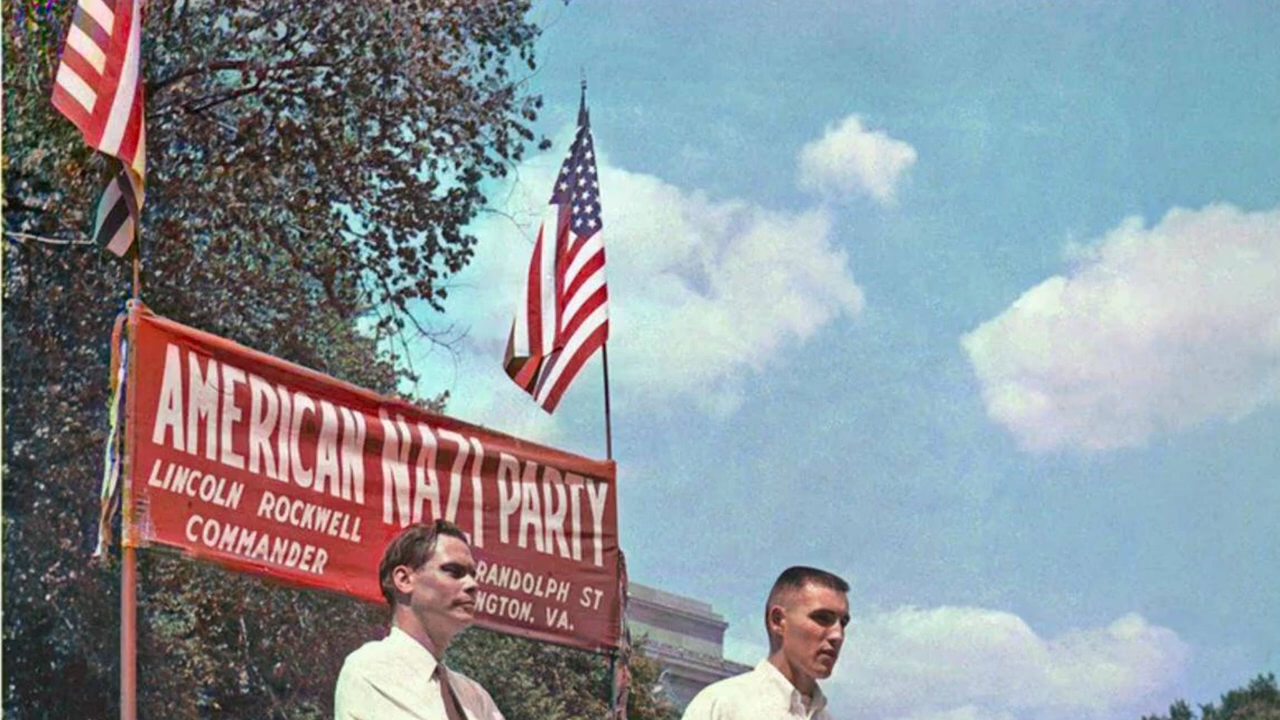 AMERICAN NAZI PARTY
LINCOLN ROCKWELL
COMMANDER
RANDOLPH ST
NGTON, VA.